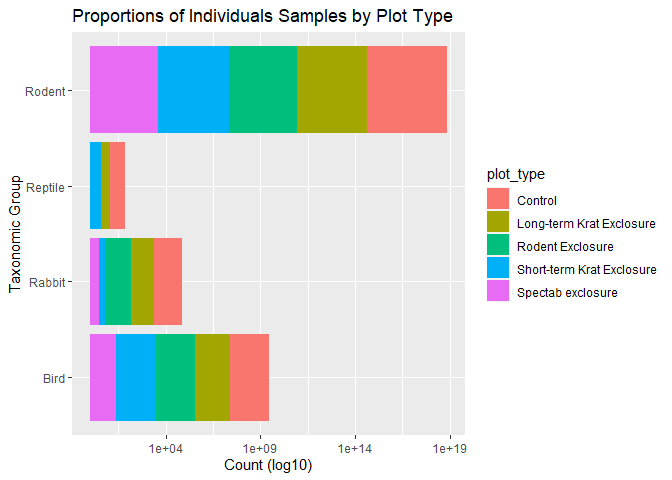 Proportions of Individuals Samples by Plot Type
Taxonomic Group
Rodent
Reptile
Rabbit
Bird
1e+04
1e+09
1e+14
1e+19
Count (log10)
plot_type
Control
Long-term Krat Exclosure
Rodent Exclosure
Short-term Krat Exclosure
Spectab exclosure